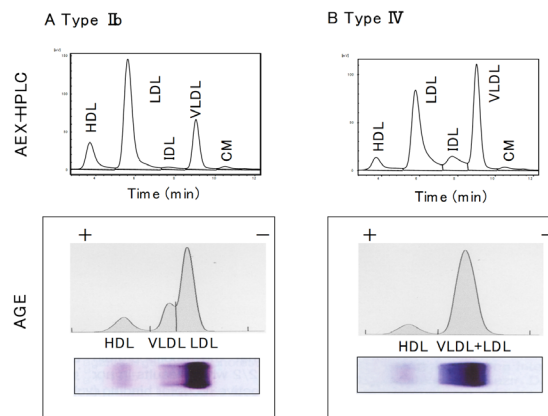 A Type Ⅱb
B Type Ⅳ
AEX-HPLC
HDL
LDL
IDL
VLDL
CM
Time (min)
HDL
LDL
IDL
VLDL
CM
Time (min)
AGE
+ −
HDL VLDL LDL
+ −
HDL VLDL+LDL